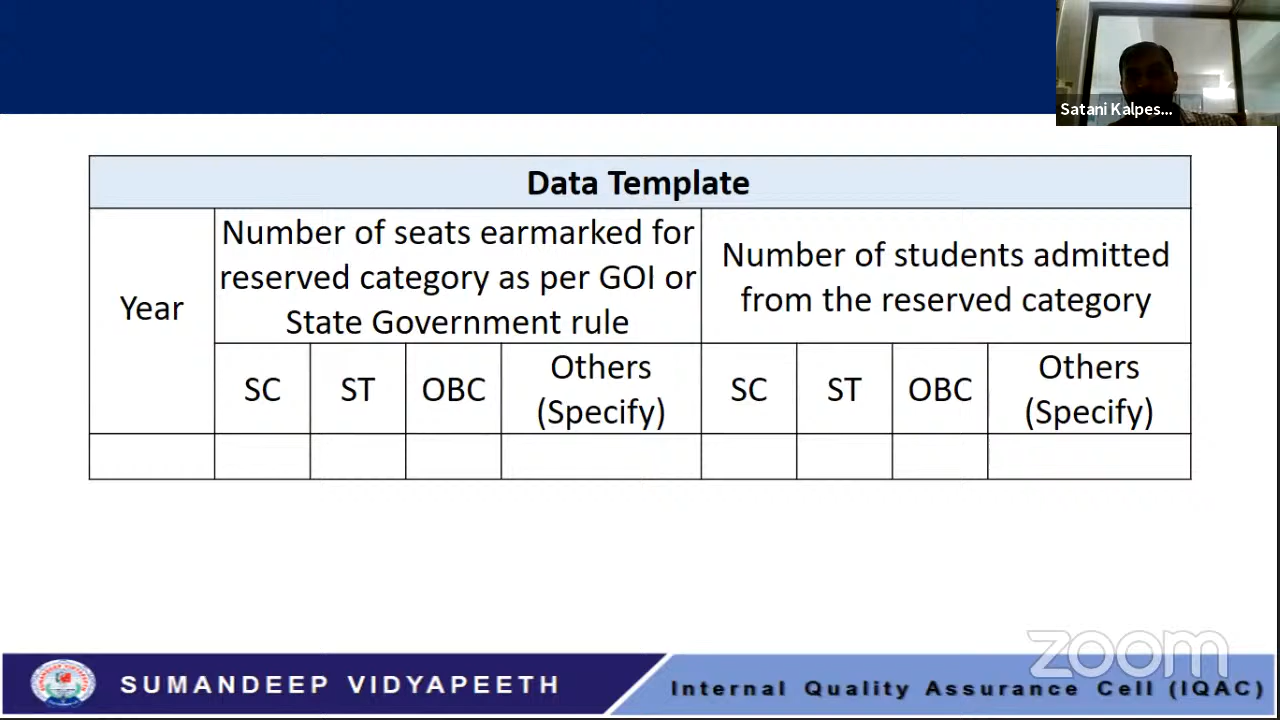 Satani Kalpes...
Data Template
Year
Number of seats earmarked for
reserved category as per GOI or
State Government rule
Number of students admitted
from the reserved category
SC
ST
OBC
Others
(Specify)
SC
ST
OBC
Others
(Specify)
zoom
SUMANDEEP VIDYAPEETH
Internal Quality Assurance Cell (IQAC)